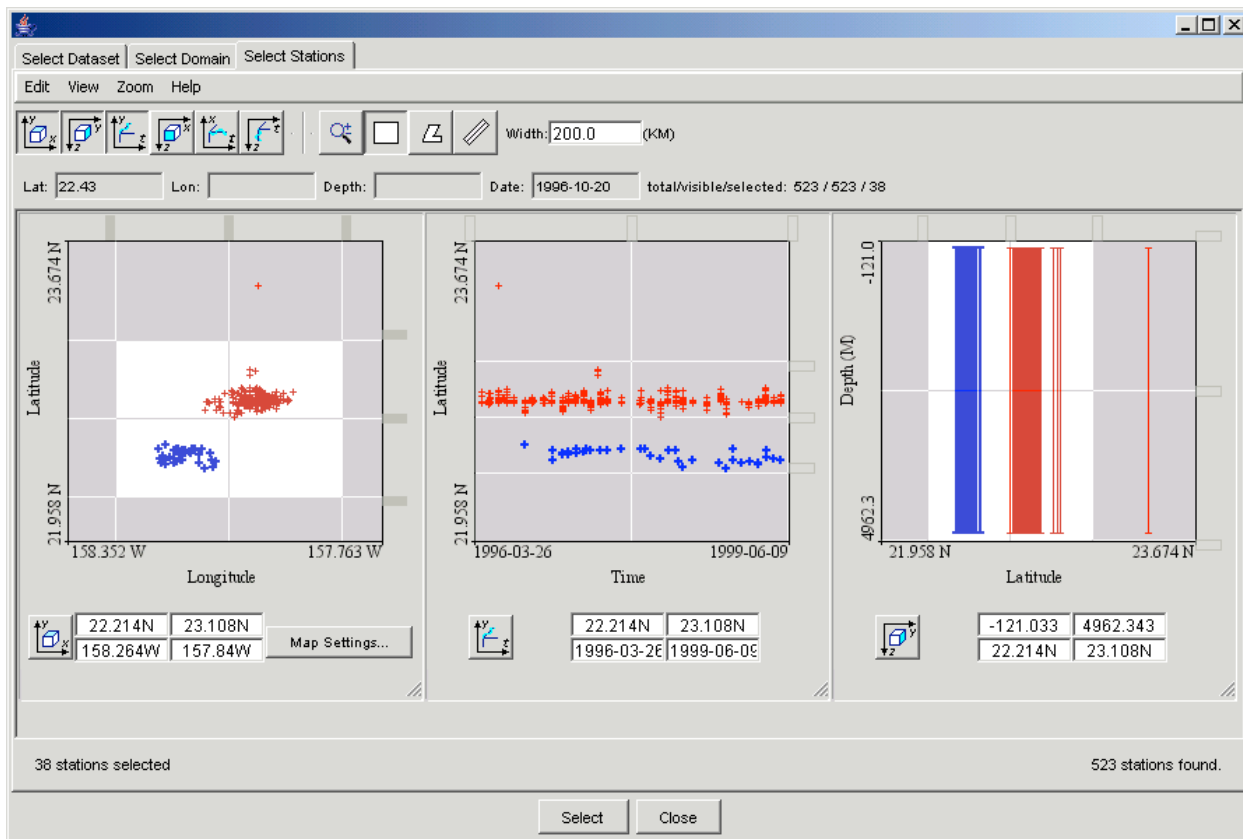 Select Dataset Select Domain Select Stations
Edit View Zoom Help
y x z y y t z x x t z t Width: 200.0 (KM)
Lat: 22.43 Lon: Depth: Date: 1996-10-20 total/visible/selected: 523 / 523 / 38
23.674 N
Latitude
21.958 N
158.352 W 157.763 W
Longitude
23.674 N
Latitude
21.958 N
1996-03-26 1999-06-09
Time
-121.0
Depth (M)
4962.3
21.958 N 23.674 N
Latitude
y x 22.214N 23.108N
158.264W 157.84W Map Settings...
y t 22.214N 23.108N
1996-03-26 1999-06-09
y z -121.033 4962.343
22.214N 23.108N
38 stations selected 523 stations found.
Select Close